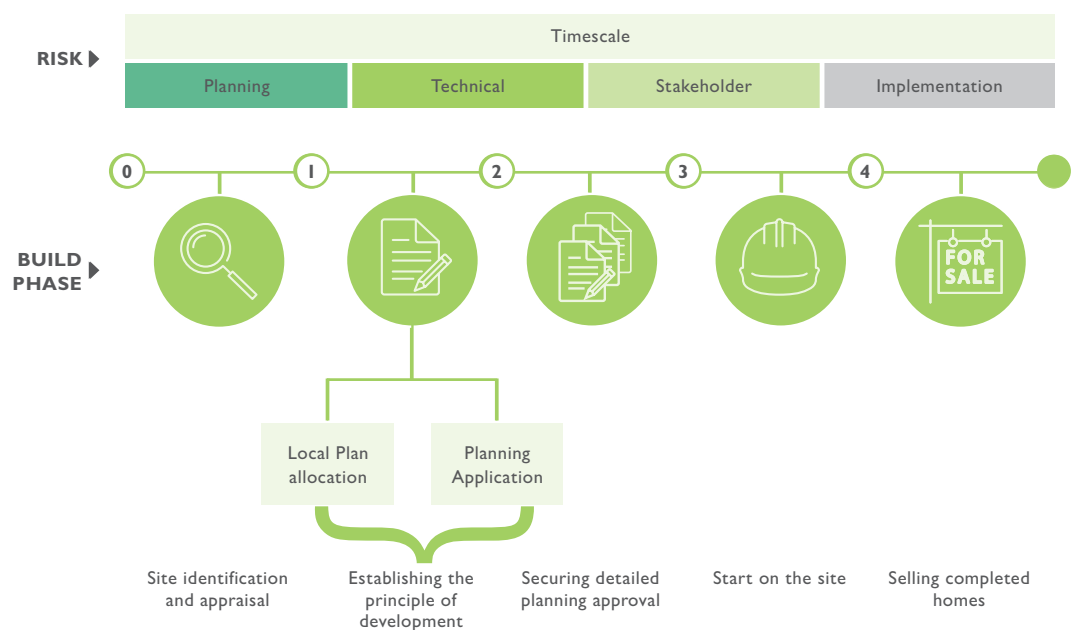 Timescale
RISK
Planning
Technical
Stakeholder
Implementation
0
1
2
3
4
BUILD
PHASE
FOR
SALE
Local Plan
allocation
Planning
Application
Site identification
and appraisal
Establishing the
principle of
development
Securing detailed
planning approval
Start on the site
Selling completed
homes